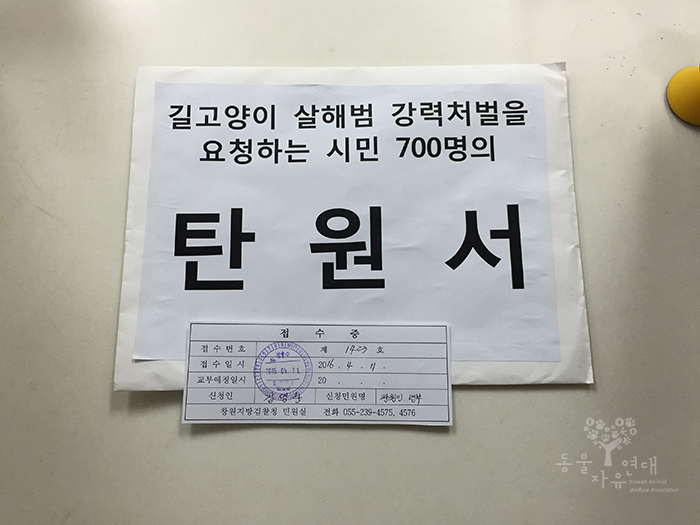 길고양이 살해범 강력처벌을
요청하는 시민 700명의
탄 원 서
접 수 증
접 수 번 호 제 1423 호
접 수 일 시 2016 . 4 . 11 .
교부예정일시 20 . . .
신청인 신청민원명
창원지방검찰청 민원실 전화 055-239-4575, 4576
동물자유연대
Korean Animal
Welfare Association